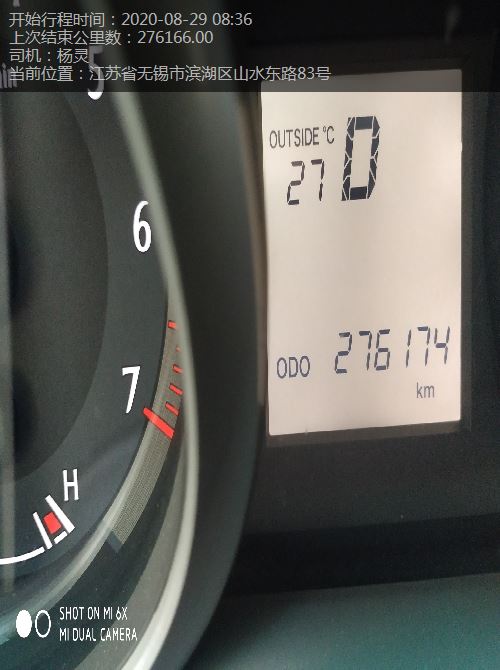 开始行程时间：2020-08-29 08:36
上次结束公里数：276166.00
司机：杨灵
当前位置：江苏省无锡市滨湖区山水东路83号
5
6
7
H
OUTSIDE °C
27
0
ODO 276174
km
SHOT ON MI 6X
MI DUAL CAMERA